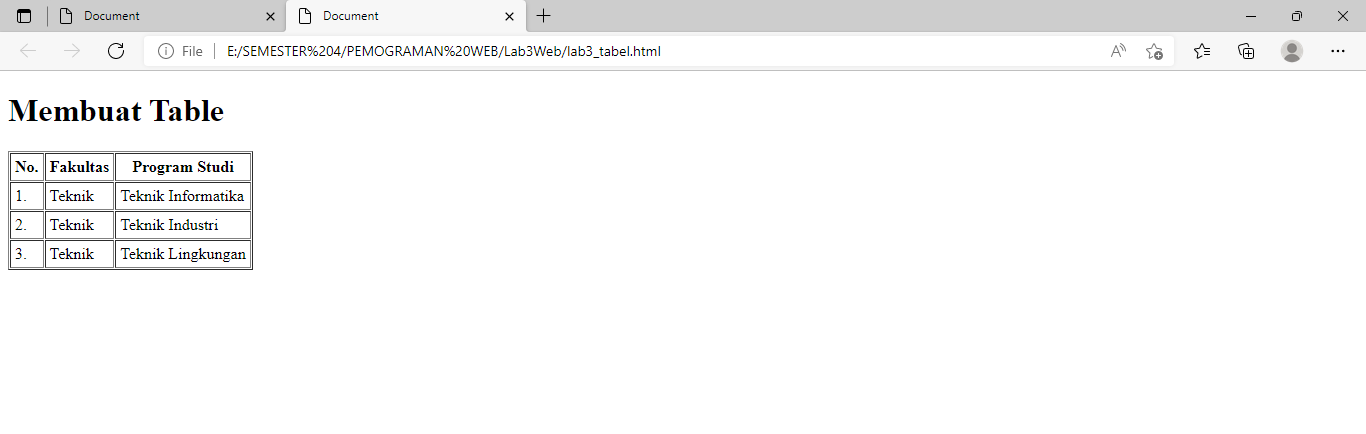 Document Document
File E:/SEMESTER%204/PEMOGRAMAN%20WEB/Lab3Web/lab3_tabel.html
Membuat Table
No. Fakultas Program Studi
1. Teknik Teknik Informatika
2. Teknik Teknik Industri
3. Teknik Teknik Lingkungan